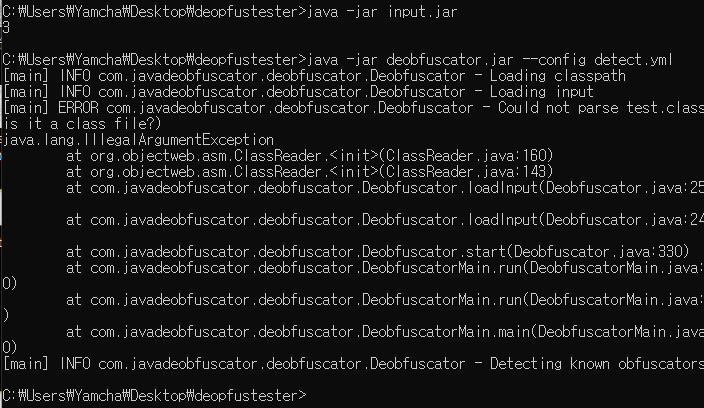 C:₩Users₩Yamcha₩Desktop₩deopfustester>java -jar input.jar
3
C:₩Users₩Yamcha₩Desktop₩deopfustester>java -jar deobfuscator.jar --config detect.yml
[main] INFO com.javadeobfuscator.deobfuscator.Deobfuscator - Loading classpath
[main] INFO com.javadeobfuscator.deobfuscator.Deobfuscator - Loading input
[main] ERROR com.javadeobfuscator.deobfuscator.Deobfuscator - Could not parse test.class
is it a class file?)
java.lang.IllegalArgumentException
at org.objectweb.asm.ClassReader.<init>(ClassReader.java:160)
at org.objectweb.asm.ClassReader.<init>(ClassReader.java:143)
at com.javadeobfuscator.deobfuscator.Deobfuscator.loadInput(Deobfuscator.java:25
at com.javadeobfuscator.deobfuscator.Deobfuscator.loadInput(Deobfuscator.java:24
at com.javadeobfuscator.deobfuscator.Deobfuscator.start(Deobfuscator.java:330)
at com.javadeobfuscator.deobfuscator.DeobfuscatorMain.run(DeobfuscatorMain.java:
0)
at com.javadeobfuscator.deobfuscator.DeobfuscatorMain.run(DeobfuscatorMain.java:
)
at com.javadeobfuscator.deobfuscator.DeobfuscatorMain.main(DeobfuscatorMain.java
0)
[main] INFO com.javadeobfuscator.deobfuscator.Deobfuscator - Detecting known obfuscators
C:₩Users₩Yamcha₩Desktop₩deopfustester>